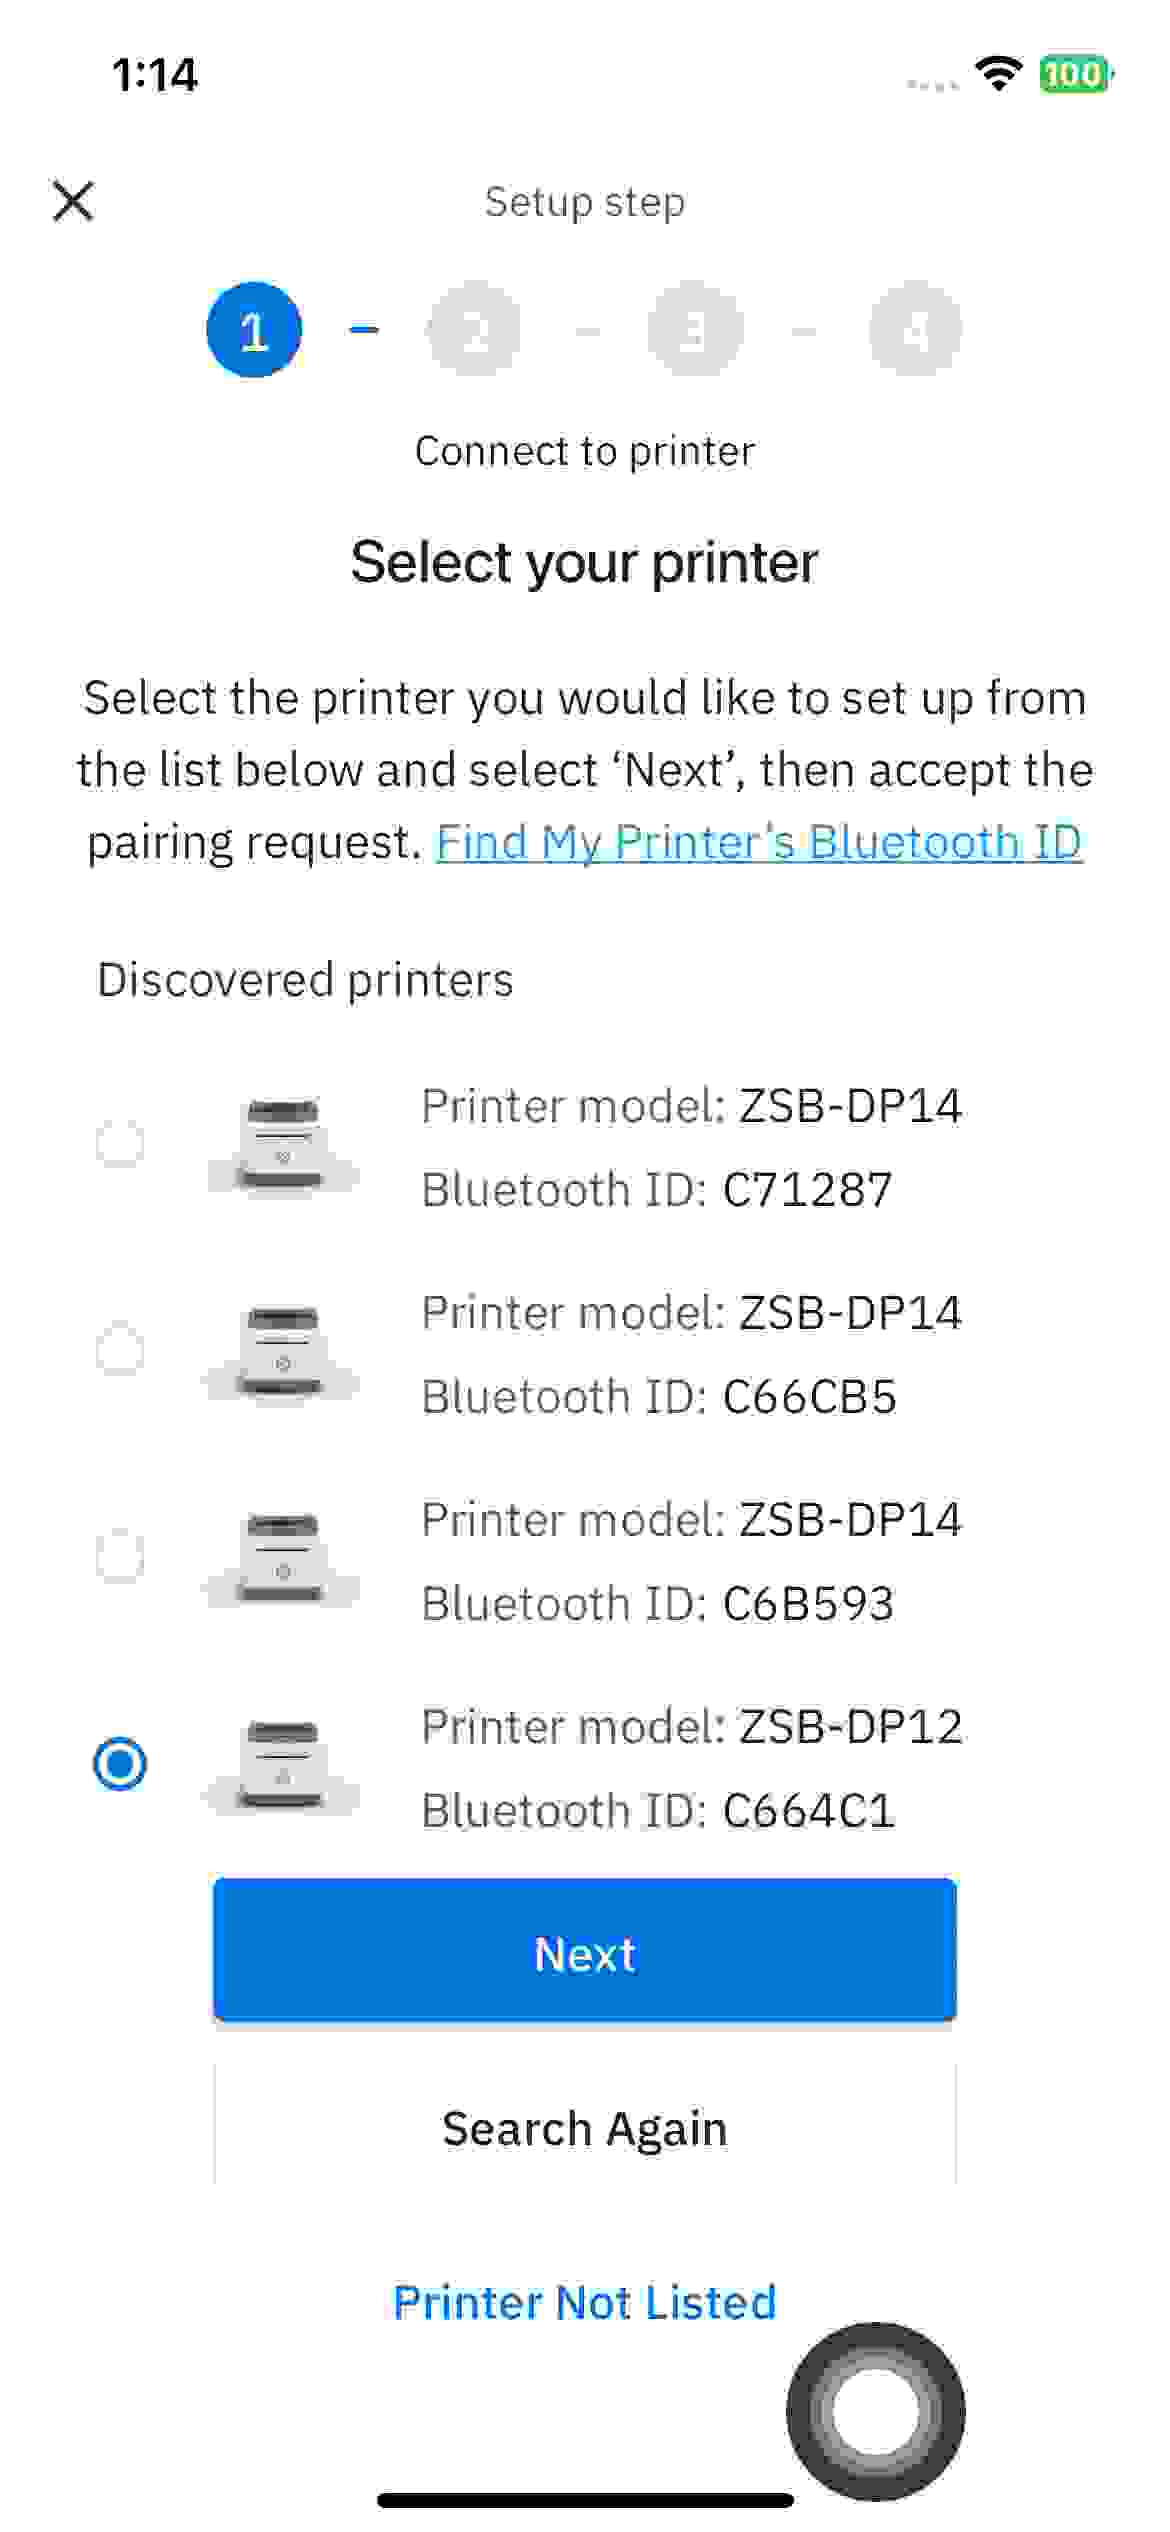 1:14
100
Setup step
1
2
3
4
Connect to printer
Select your printer
Select the printer you would like to set up from
the list below and select ‘Next’, then accept the
pairing request. Find My Printer's Bluetooth ID
Discovered printers
Printer model: ZSB-DP14
Bluetooth ID: C71287
Printer model: ZSB-DP14
Bluetooth ID: C66CB5
Printer model: ZSB-DP14
Bluetooth ID: C6B593
Printer model: ZSB-DP12
Bluetooth ID: C664C1
Next
Search Again
Printer Not Listed